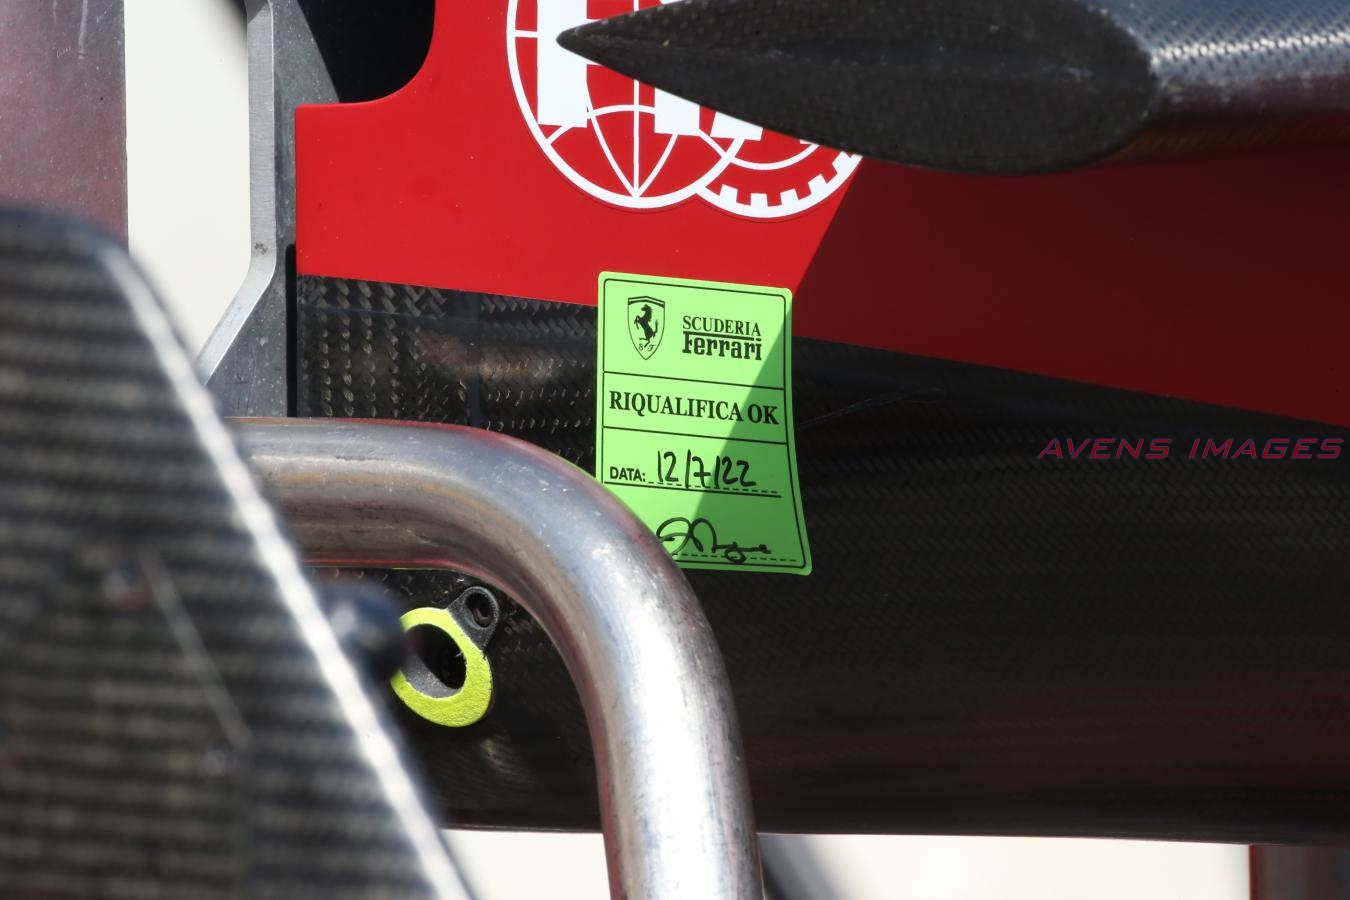 SCUDERIA
Ferrari
RIQUALIFICA OK
DATA: 12/7/22
AVENS IMAGES